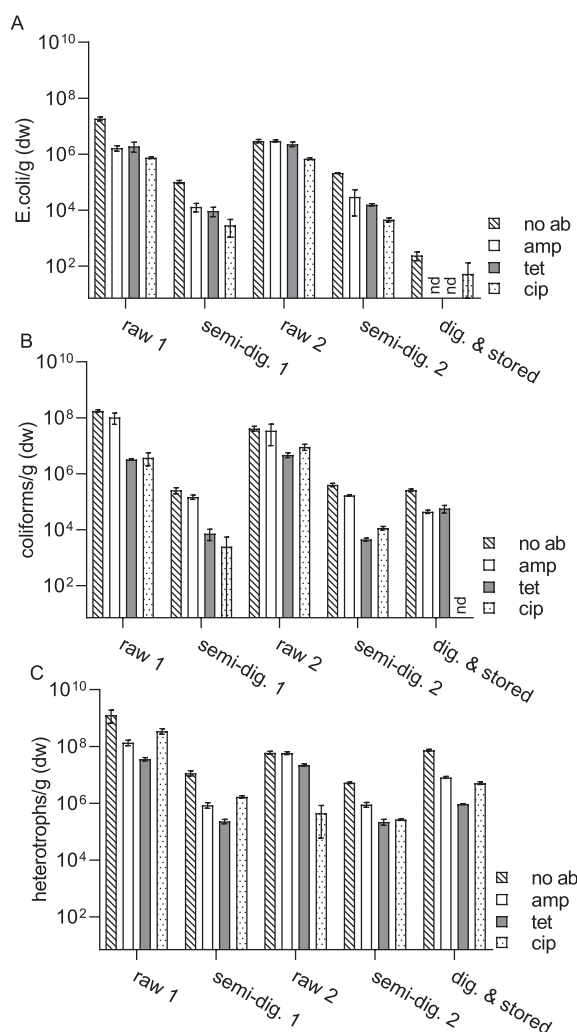 A
10^10
10^8
10^6
10^4
10^2
E.coli/g (dw)
nd
nd
no ab
amp
tet
cip
raw 1
semi-dig. 1
raw 2
semi-dig. 2
dig. & stored
B
10^10
10^8
10^6
10^4
10^2
coliforms/g (dw)
nd
no ab
amp
tet
cip
raw 1
semi-dig. 1
raw 2
semi-dig. 2
dig. & stored
C
10^10
10^8
10^6
10^4
10^2
heterotrophs/g (dw)
no ab
amp
tet
cip
raw 1
semi-dig. 1
raw 2
semi-dig. 2
dig. & stored